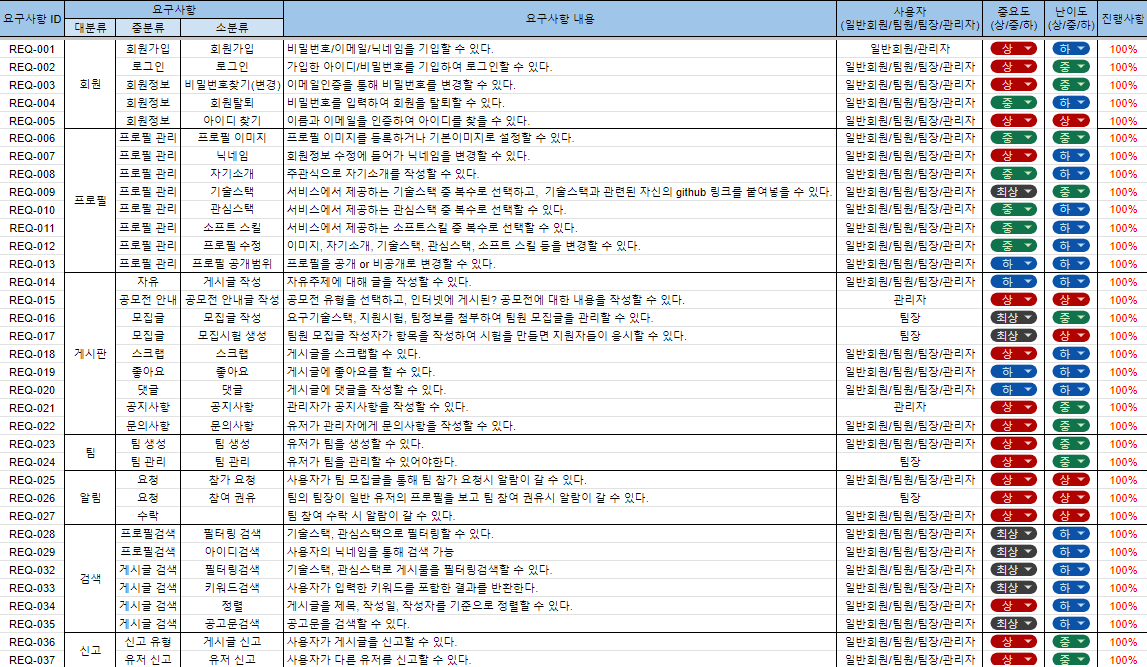 요구사항 ID 요구사항 요구사항 내용 사용자 (일반회원/팀원/팀장/관리자) 중요도 (상/중/하) 난이도 (상/중/하) 진행사항
대분류 중분류 소분류
REQ-001 회원가입 회원가입 비밀번호/이메일/닉네임을 기입할 수 있다. 일반회원/관리자 상 하 100%
REQ-002 로그인 로그인 가입한 아이디/비밀번호를 기입하여 로그인할 수 있다. 일반회원/팀원/팀장/관리자 상 중 100%
REQ-003 회원 회원정보 비밀번호찾기(변경) 이메일인증을 통해 비밀번호를 변경할 수 있다. 일반회원/팀원/팀장/관리자 상 중 100%
REQ-004 회원정보 회원탈퇴 비밀번호를 입력하여 회원을 탈퇴할 수 있다. 일반회원/팀원/팀장/관리자 중 하 100%
REQ-005 회원정보 아이디 찾기 이름과 이메일을 인증하여 아이디를 찾을 수 있다. 일반회원/팀원/팀장/관리자 상 상 100%
REQ-006 프로필 관리 프로필 이미지 프로필 이미지를 등록하거나 기본이미지로 설정할 수 있다. 일반회원/팀원/팀장/관리자 중 중 100%
REQ-007 프로필 관리 닉네임 회원정보 수정에 들어가 닉네임을 변경할 수 있다. 일반회원/팀원/팀장/관리자 상 하 100%
REQ-008 프로필 관리 자기소개 주관식으로 자기소개를 작성할 수 있다. 일반회원/팀원/팀장/관리자 중 하 100%
REQ-009 프로필 프로필 관리 기술스택 서비스에서 제공하는 기술스택 중 복수로 선택하고, 기술스택과 관련된 자신의 github 링크를 붙여넣을 수 있다. 일반회원/팀원/팀장/관리자 최상 중 100%
REQ-010 프로필 관리 관심스택 서비스에서 제공하는 관심스택 중 복수로 선택할 수 있다. 일반회원/팀원/팀장/관리자 중 하 100%
REQ-011 프로필 관리 소프트 스킬 서비스에서 제공하는 소프트스킬 중 복수로 선택할 수 있다. 일반회원/팀원/팀장/관리자 중 하 100%
REQ-012 프로필 관리 프로필 수정 이미지, 자기소개, 기술스택, 관심스택, 소프트 스킬 등을 변경할 수 있다. 일반회원/팀원/팀장/관리자 중 하 100%
REQ-013 프로필 관리 프로필 공개범위 프로필을 공개 or 비공개로 변경할 수 있다. 일반회원/팀원/팀장/관리자 하 하 100%
REQ-014 자유 게시글 작성 자유주제에 대해 글을 작성할 수 있다. 일반회원/팀원/팀장/관리자 하 하 100%
REQ-015 공모전 안내 공모전 안내글 작성 공모전 유형을 선택하고, 인터넷에 게시된? 공모전에 대한 내용을 작성할 수 있다. 관리자 상 상 100%
REQ-016 모집글 모집글 작성 요구기술스택, 지원시험, 팀정보를 첨부하여 팀원 모집글을 관리할 수 있다. 팀장 최상 중 100%
REQ-017 모집글 모집시험 생성 팀원 모집글 작성자가 항목을 작성하여 시험을 만들면 지원자들이 응시할 수 있다. 팀장 최상 상 100%
REQ-018 게시판 스크랩 스크랩 게시글을 스크랩할 수 있다. 일반회원/팀원/팀장/관리자 상 하 100%
REQ-019 좋아요 좋아요 게시글에 좋아요를 할 수 있다. 일반회원/팀원/팀장/관리자 하 하 100%
REQ-020 댓글 댓글 게시글에 댓글을 작성할 수 있다. 일반회원/팀원/팀장/관리자 하 하 100%
REQ-021 공지사항 공지사항 관리자가 공지사항을 작성할 수 있다. 관리자 상 중 100%
REQ-022 문의사항 문의사항 유저가 관리자에게 문의사항을 작성할 수 있다. 일반회원/팀원/팀장/관리자 상 중 100%
REQ-023 팀 팀 생성 팀 생성 유저가 팀을 생성할 수 있다. 일반회원/팀원/팀장/관리자 상 중 100%
REQ-024 팀 관리 팀 관리 유저가 팀을 관리할 수 있어야한다. 팀장 상 중 100%
REQ-025 요청 참가 요청 사용자가 팀 모집글을 통해 팀 참가 요청시 알람이 갈 수 있다. 일반회원/팀원/팀장/관리자 상 상 100%
REQ-026 알림 요청 참여 권유 팀의 팀장이 일반 유저의 프로필을 보고 팀 참여 권유시 알람이 갈 수 있다. 팀장 상 상 100%
REQ-027 수락 팀 참여 수락 시 알람이 갈 수 있다. 일반회원/팀원/팀장/관리자 상 상 100%
REQ-028 프로필검색 필터링 검색 기술스택, 관심스택으로 필터링할 수 있다. 일반회원/팀원/팀장/관리자 최상 하 100%
REQ-029 프로필검색 아이디검색 사용자의 닉네임을 통해 검색 가능 일반회원/팀원/팀장/관리자 최상 하 100%
REQ-032 검색 게시글 검색 필터링검색 기술스택, 관심스택로 게시물을 필터링검색할 수 있다. 일반회원/팀원/팀장/관리자 최상 하 100%
REQ-033 게시글 검색 키워드검색 사용자가 입력한 키워드를 포함한 결과를 반환한다. 일반회원/팀원/팀장/관리자 최상 하 100%
REQ-034 게시글 검색 정렬 게시글을 제목, 작성일, 작성자를 기준으로 정렬할 수 있다. 일반회원/팀원/팀장/관리자 상 하 100%
REQ-035 게시글 검색 공고문검색 공고문을 검색할 수 있다. 일반회원/팀원/팀장/관리자 최상 하 100%
REQ-036 신고 신고 유형 게시글 신고 사용자가 게시글을 신고할 수 있다. 일반회원/팀원/팀장/관리자 상 중 100%
REQ-037 유저 신고 유저 신고 사용자가 다른 유저를 신고할 수 있다. 일반회원/팀원/팀장/관리자 상 중 100%